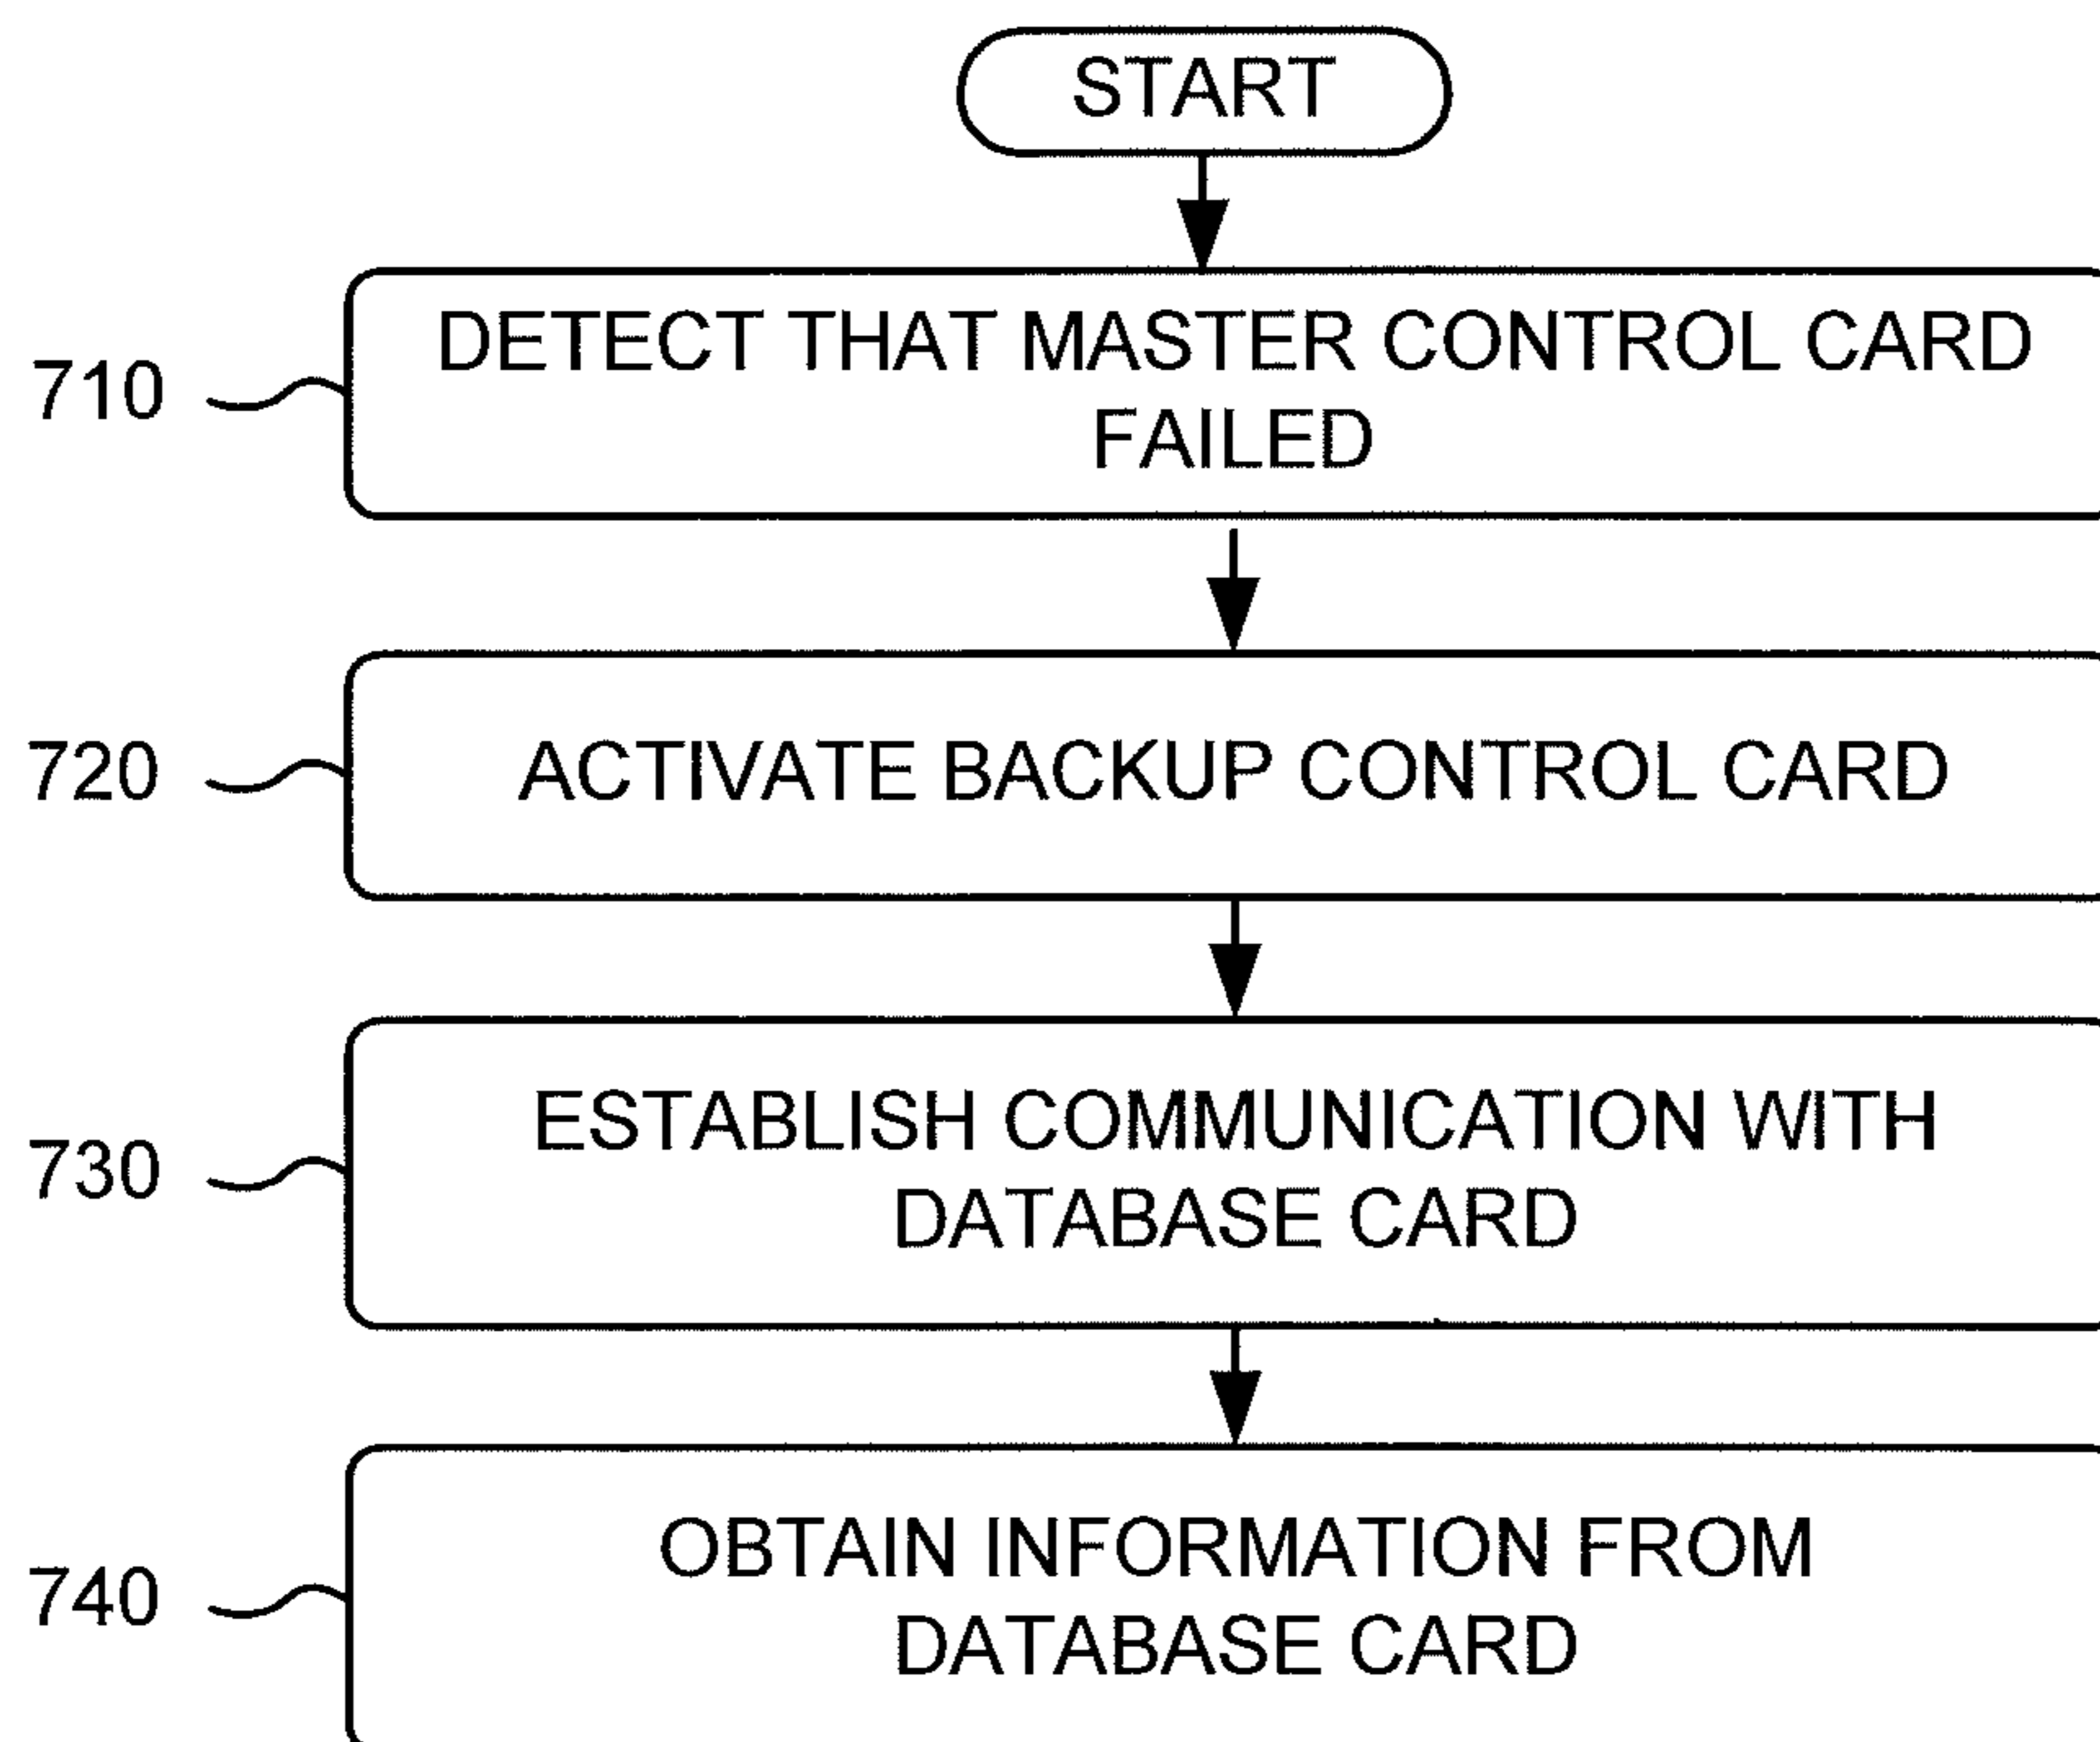 START
710
DETECT THAT MASTER CONTROL CARD
FAILED
720
ACTIVATE BACKUP CONTROL CARD
730
ESTABLISH COMMUNICATION WITH
DATABASE CARD
740
OBTAIN INFORMATION FROM
DATABASE CARD